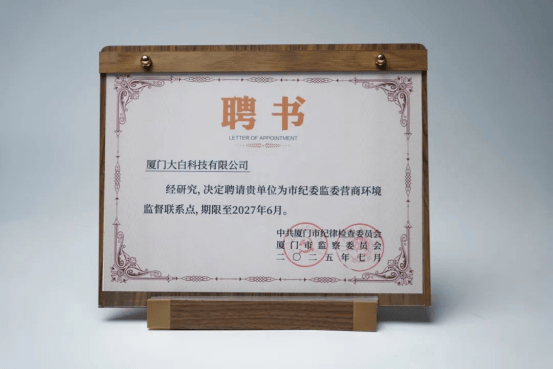 聘书
LETTER OF APPOINTMENT
厦门大白科技有限公司
经研究,决定聘请贵单位为市纪委监委营商环境
监督联系点,期限至2027年6月。
中共厦门市纪律检查委员会
厦门市监察委员会
二〇二五年七月